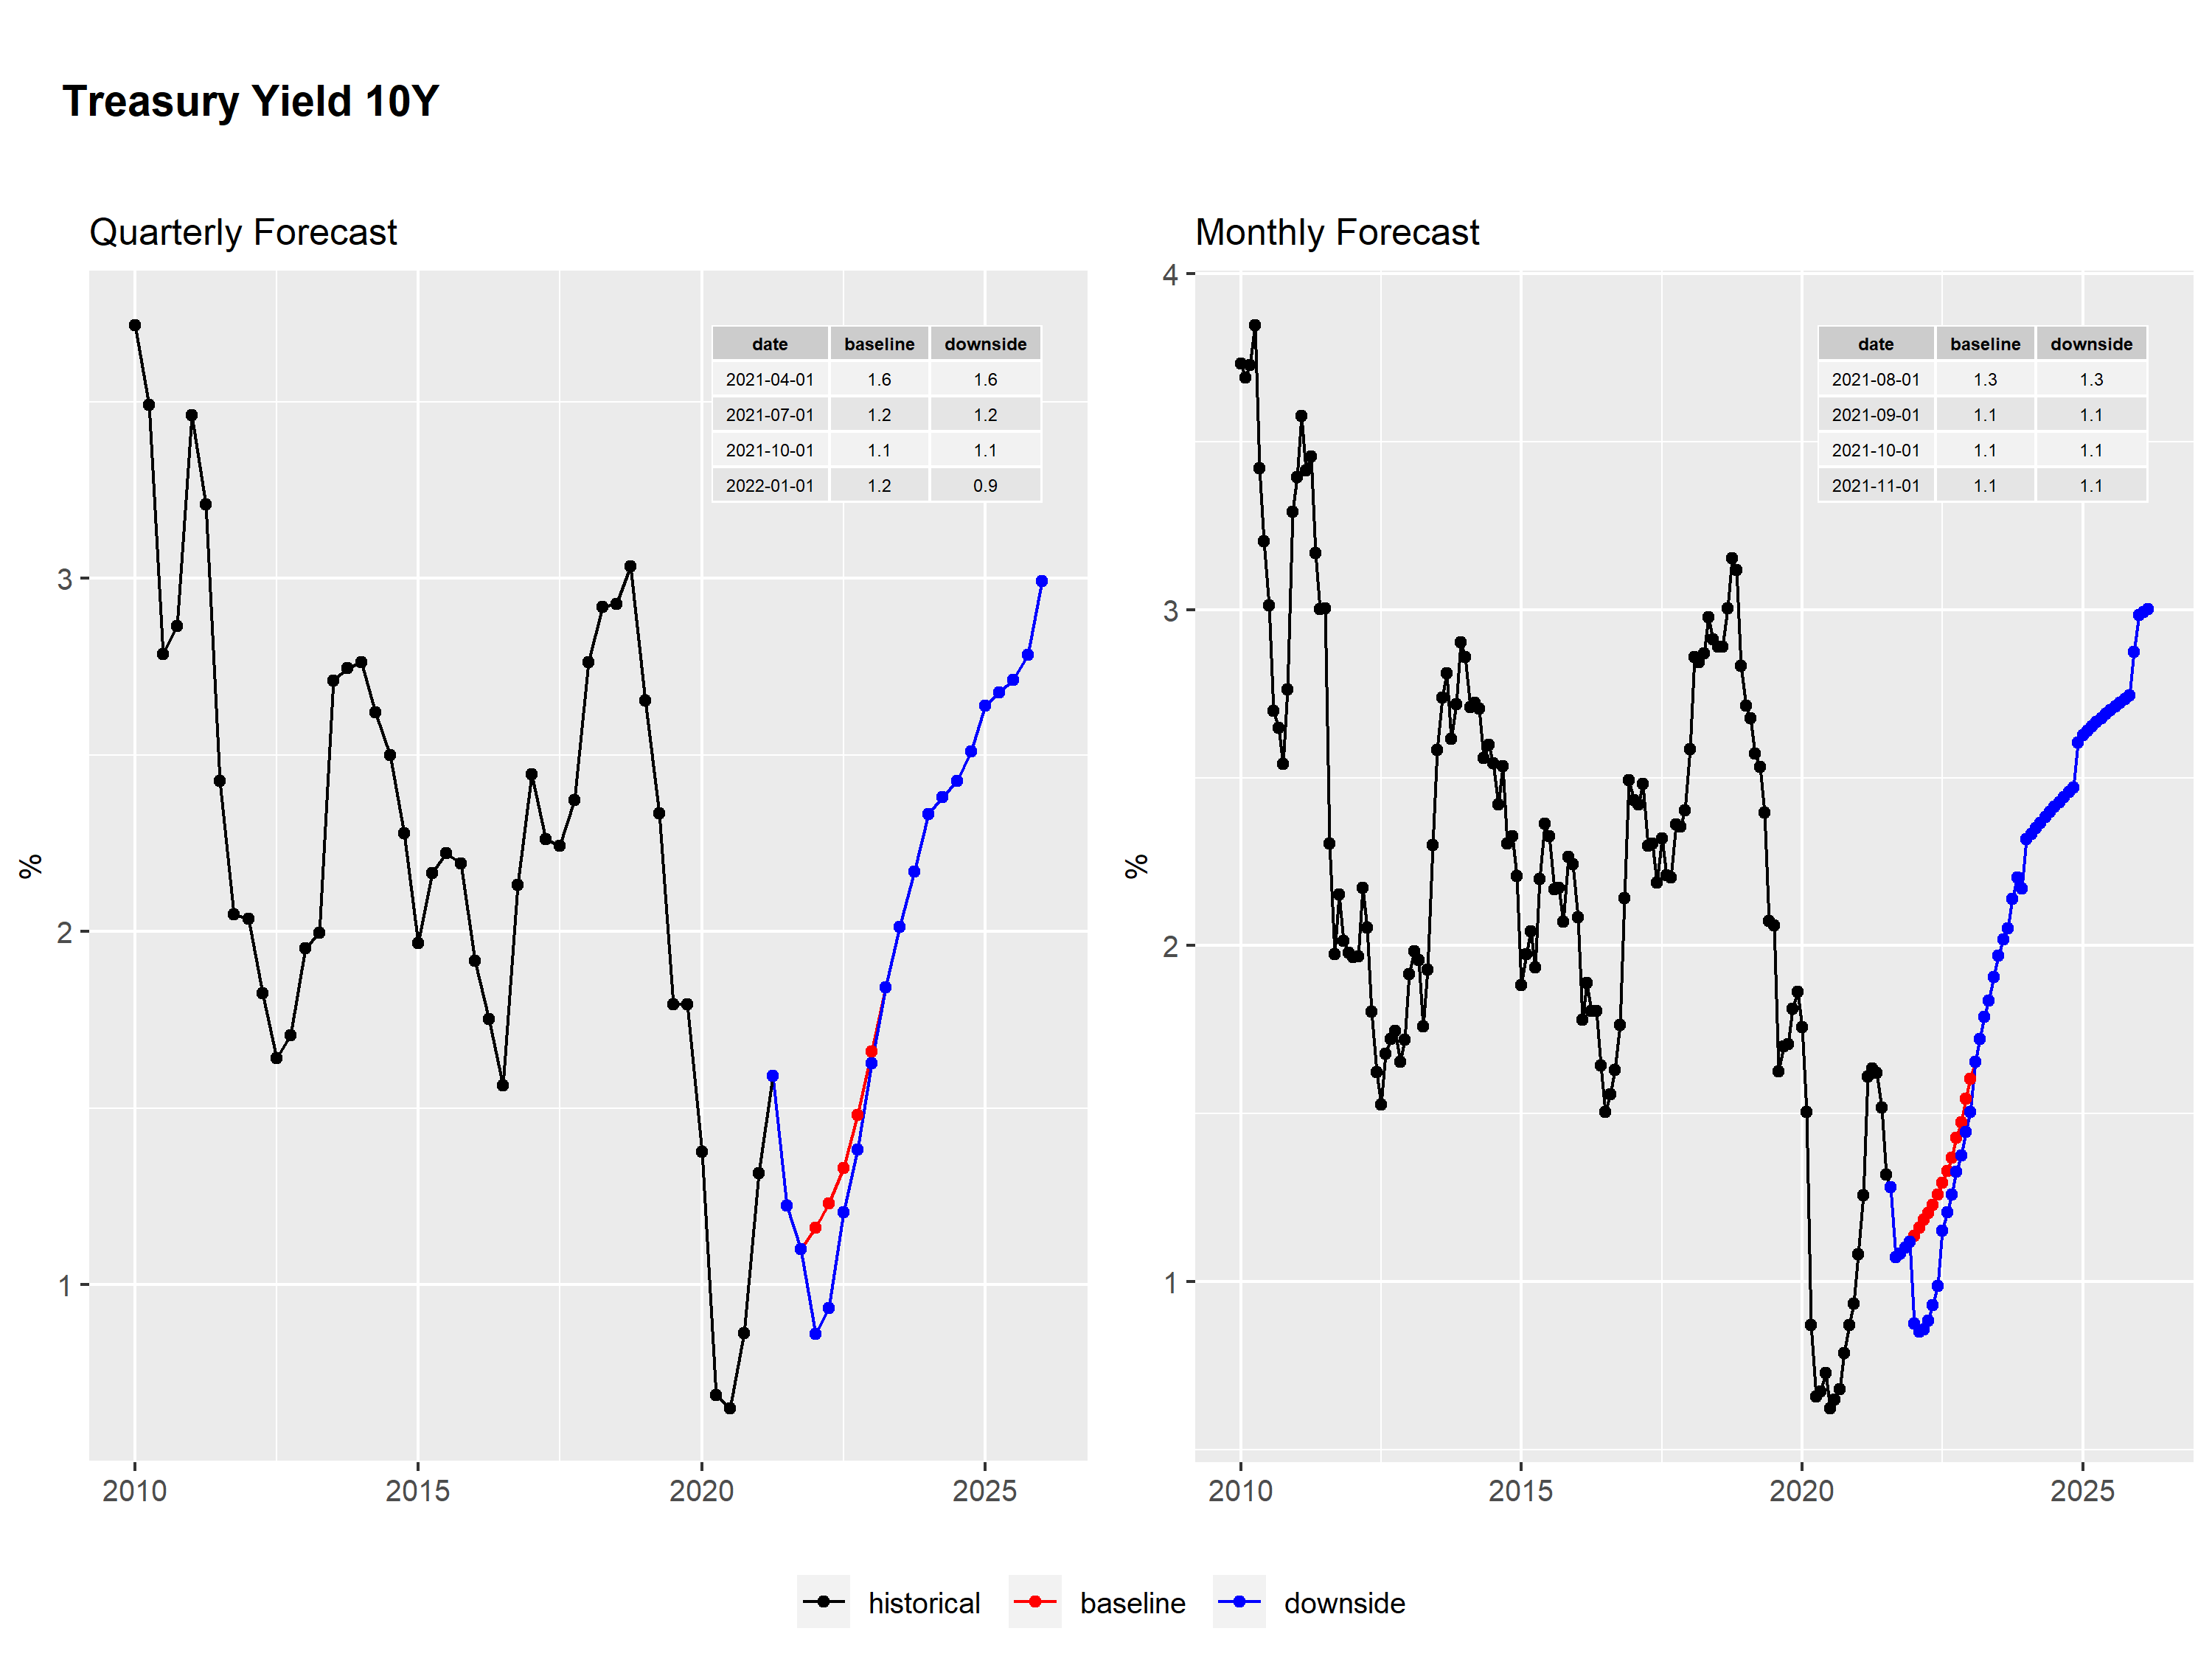 Treasury Yield 10Y
Quarterly Forecast
%
3
2
1
2010 2015 2020 2025
date baseline downside
2021-04-01 1.6 1.6
2021-07-01 1.2 1.2
2021-10-01 1.1 1.1
2022-01-01 1.2 0.9
Monthly Forecast
%
4
3
2
1
2010 2015 2020 2025
date baseline downside
2021-08-01 1.3 1.3
2021-09-01 1.1 1.1
2021-10-01 1.1 1.1
2021-11-01 1.1 1.1
historical baseline downside